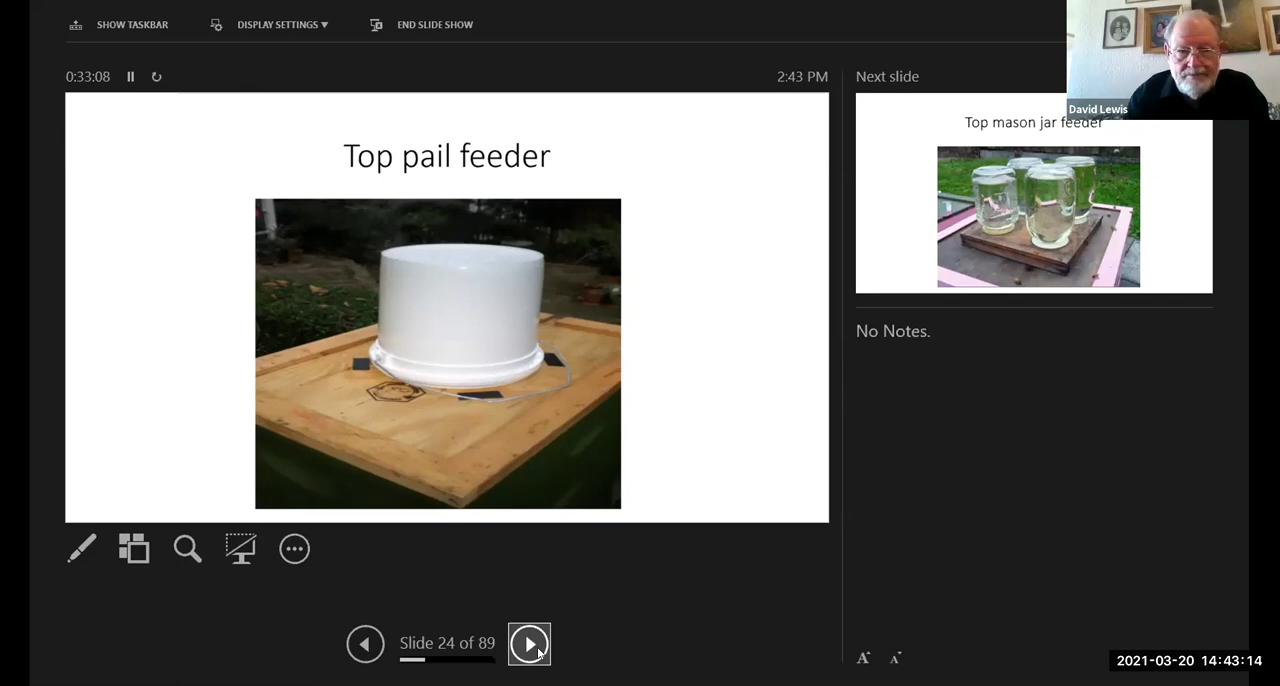 SHOW TASKBAR
DISPLAY SETTINGS ▼
END SLIDE SHOW
0:33:08
2:43 PM
Next slide
David Lewis
Top pail feeder
Top mason jar feeder
No Notes.
Slide 24 of 89
A A
2021-03-20 14:43:14